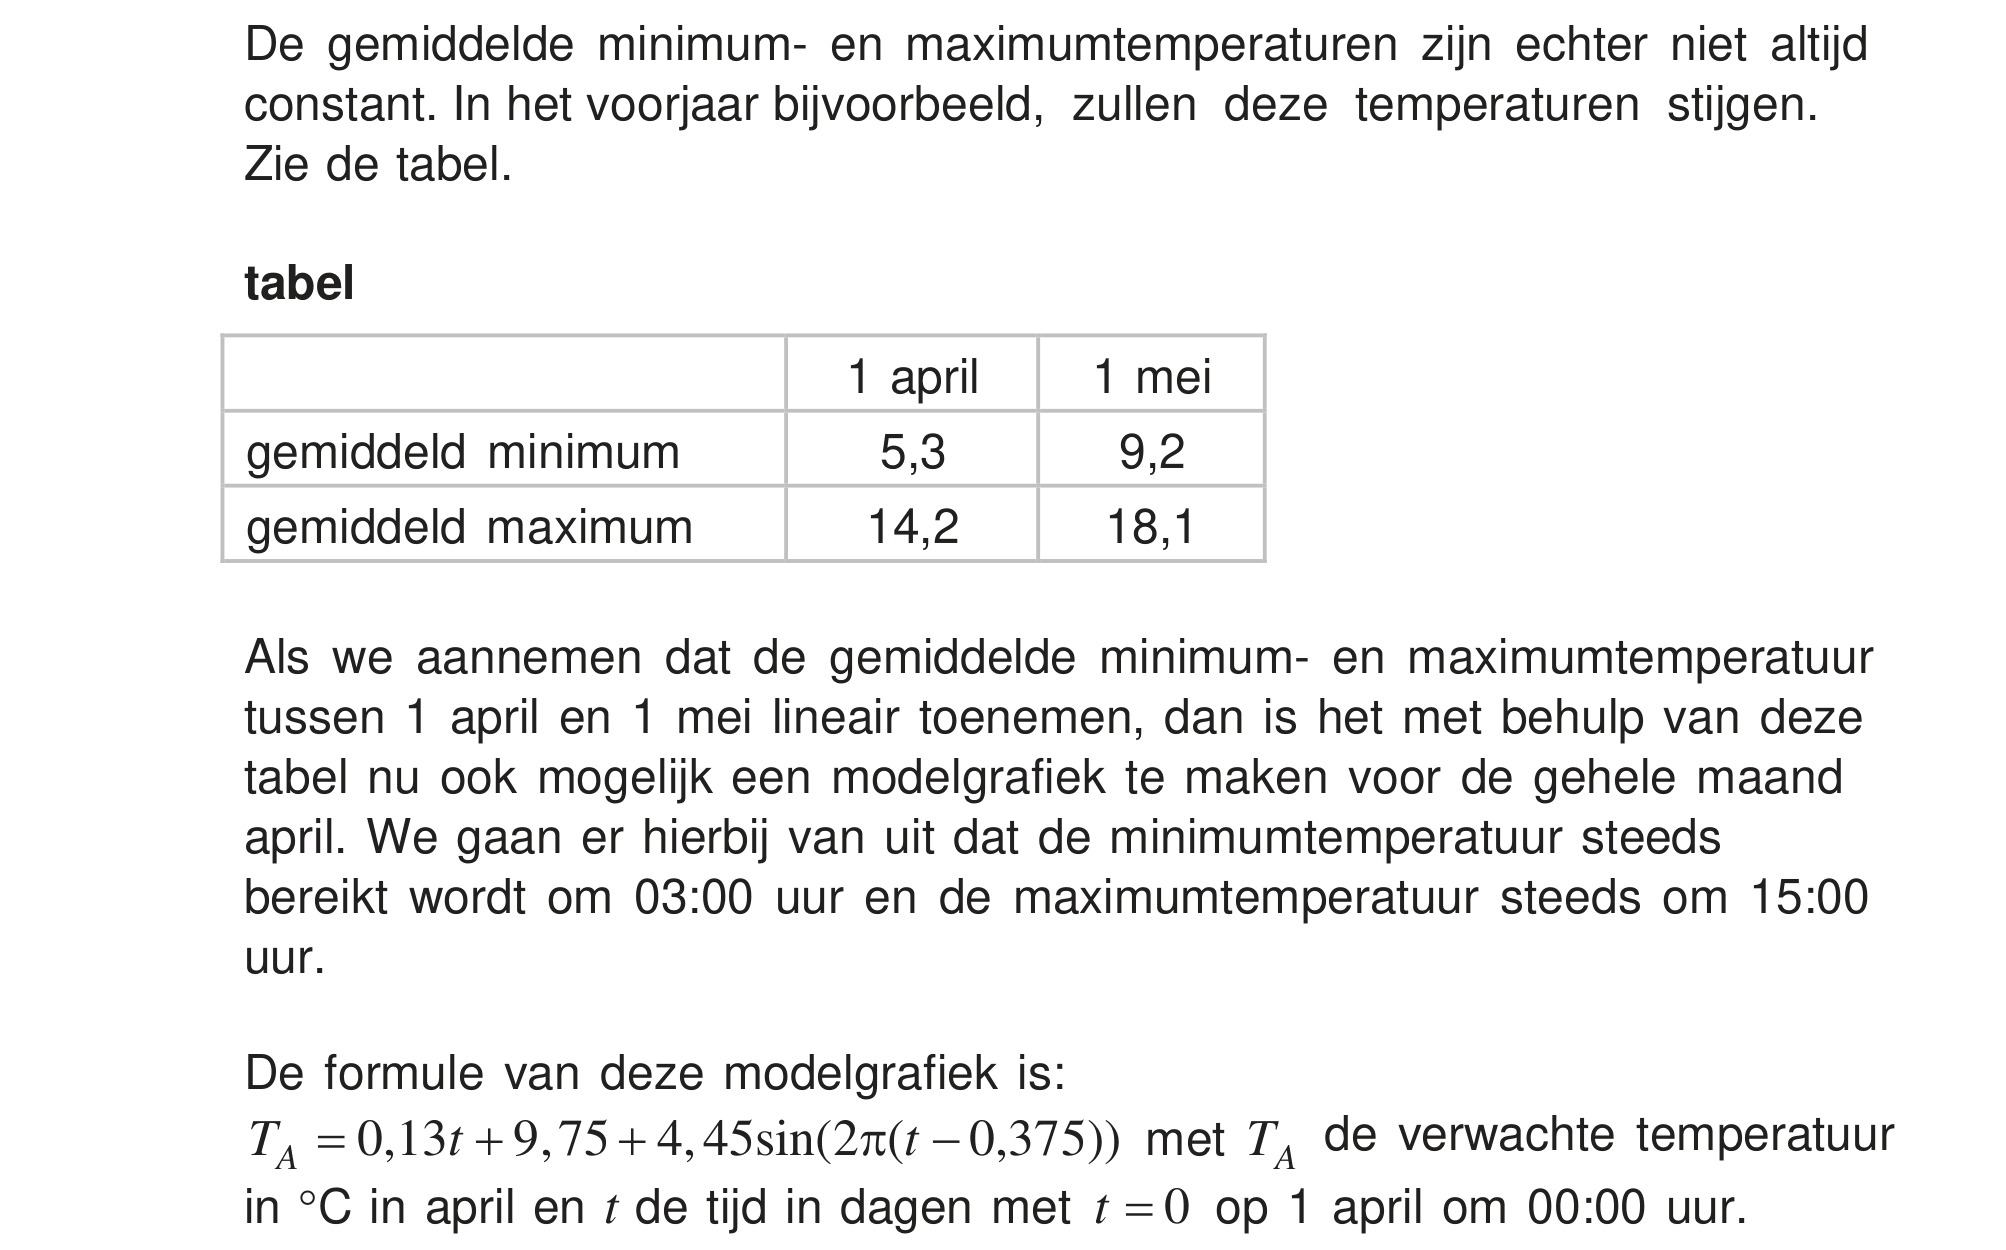 De gemiddelde minimum- en maximumtemperaturen zijn echter niet altijd
constant. In het voorjaar bijvoorbeeld, zullen deze temperaturen stijgen.
Zie de tabel.
tabel
1 april 1 mei
gemiddeld minimum 5,3 9,2
gemiddeld maximum 14,2 18,1
Als we aannemen dat de gemiddelde minimum- en maximumtemperatuur
tussen 1 april en 1 mei lineair toenemen, dan is het met behulp van deze
tabel nu ook mogelijk een modelgrafiek te maken voor de gehele maand
april. We gaan er hierbij van uit dat de minimumtemperatuur steeds
bereikt wordt om 03:00 uur en de maximumtemperatuur steeds om 15:00
uur.
De formule van deze modelgrafiek is:
T_A = 0,13t + 9,75 + 4,45sin(2π(t − 0,375)) met T_A de verwachte temperatuur
in °C in april en t de tijd in dagen met t = 0 op 1 april om 00:00 uur.